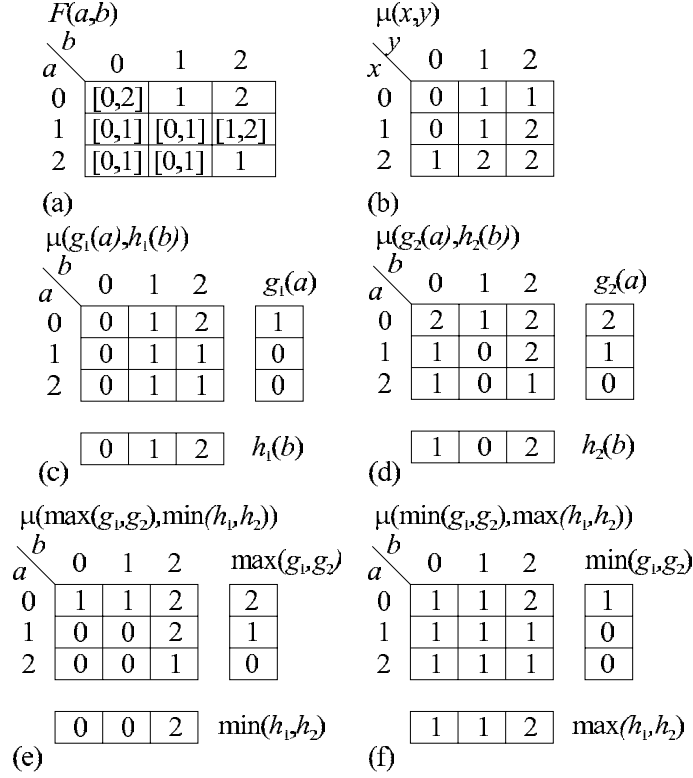 F(a,b)
b
a 0 1 2
0 [0,2] 1 2
1 [0,1] [0,1] [1,2]
2 [0,1] [0,1] 1
(a)
μ(x,y)
y
x 0 1 2
0 0 1 1
1 0 1 2
2 1 2 2
(b)
μ(g₁(a),h₁(b))
b
a 0 1 2 g₁(a)
0 0 1 2 1
1 0 1 1 0
2 0 1 1 0
0 1 2 h₁(b)
(c)
μ(g₂(a),h₂(b))
b
a 0 1 2 g₂(a)
0 2 1 2 2
1 1 0 2 1
2 1 0 1 0
1 0 2 h₂(b)
(d)
μ(max(g₁,g₂),min(h₁,h₂))
b
a 0 1 2 max(g₁,g₂)
0 1 1 2 2
1 0 0 2 1
2 0 0 1 0
0 0 2 min(h₁,h₂)
(e)
μ(min(g₁,g₂),max(h₁,h₂))
b
a 0 1 2 min(g₁,g₂)
0 1 1 2 1
1 1 1 1 0
2 1 1 1 0
1 1 2 max(h₁,h₂)
(f)